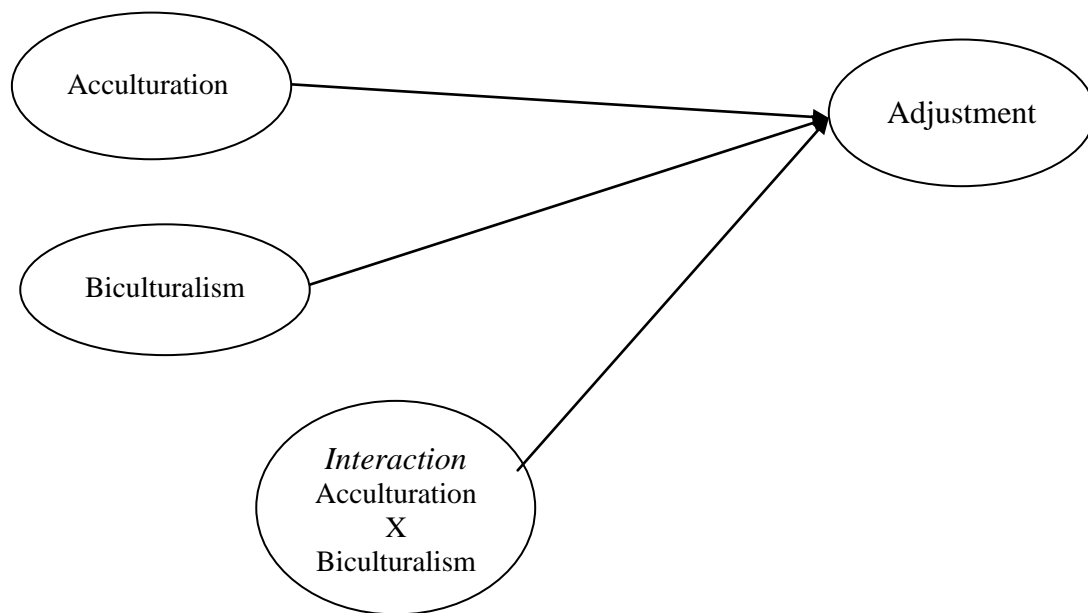 Acculturation
Adjustment
Biculturalism
Interaction
Acculturation
X
Biculturalism